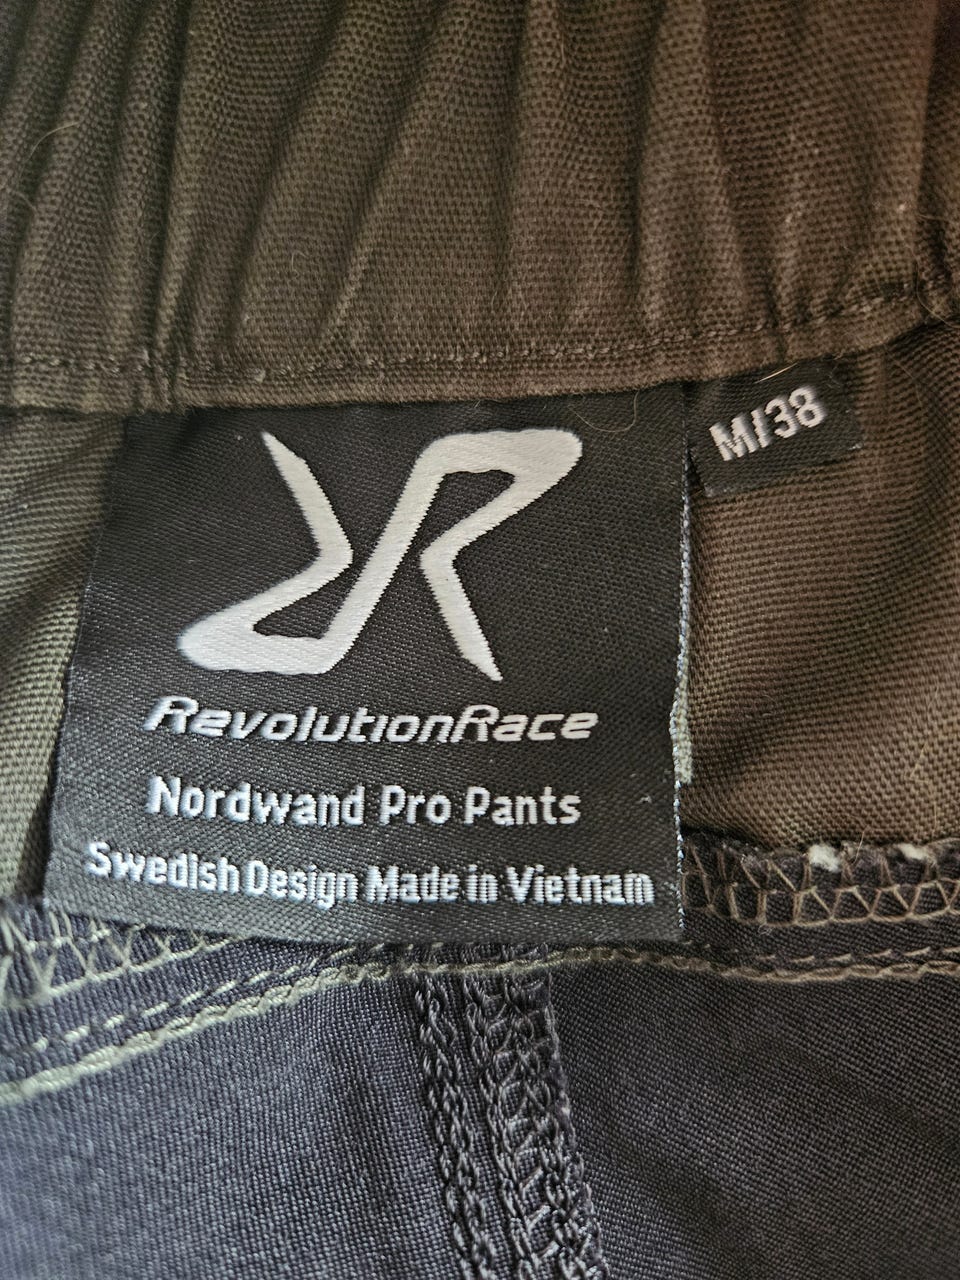 M/38
RevolutionRace
Nordwand Pro Pants
Swedish Design Made in Vietnam